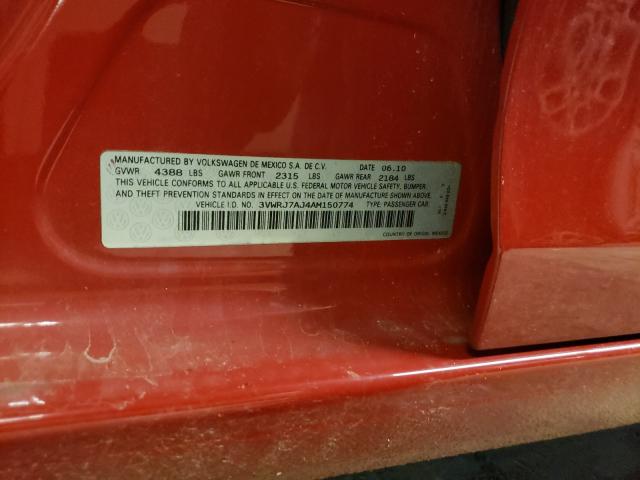 MANUFACTURED BY VOLKSWAGEN DE MEXICO S.A. DE C.V. DATE 06.10
GVWR 4388 LBS GAWR FRONT 2315 LBS GAWR REAR 2184 LBS
THIS VEHICLE CONFORMS TO ALL APPLICABLE U.S. FEDERAL MOTOR VEHICLE SAFETY, BUMPER,
AND THEFT PREVENTION STANDARDS IN EFFECT ON THE DATE OF MANUFACTURE SHOWN ABOVE.
VEHICLE I.D. NO. 3VWRJ7AJ4AM150774 TYPE: PASSENGER CAR
COUNTRY OF ORIGIN: MEXICO